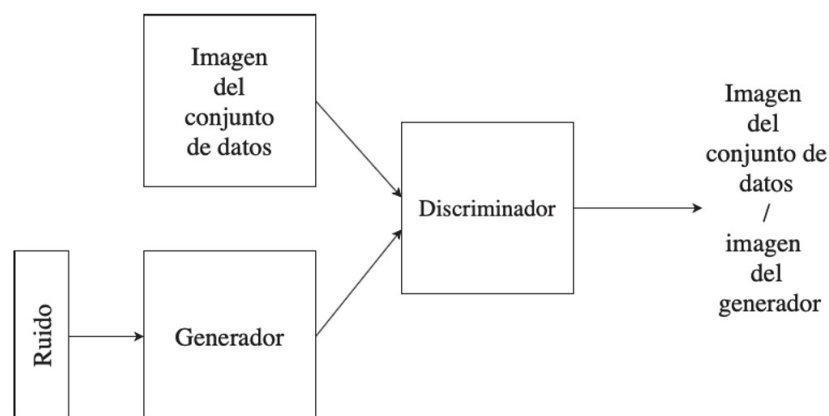 Imagen
del
conjunto
de datos
Discriminador
Imagen
del
conjunto de
datos
/
imagen
del
generador
Ruido
Generador